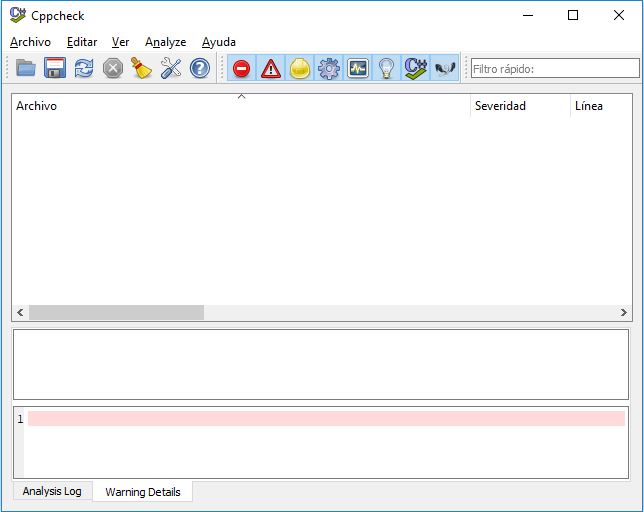 Cppcheck
Archivo Editar Ver Analyze Ayuda
Filtro rápido:
Archivo Severidad Línea
1
Analysis Log Warning Details